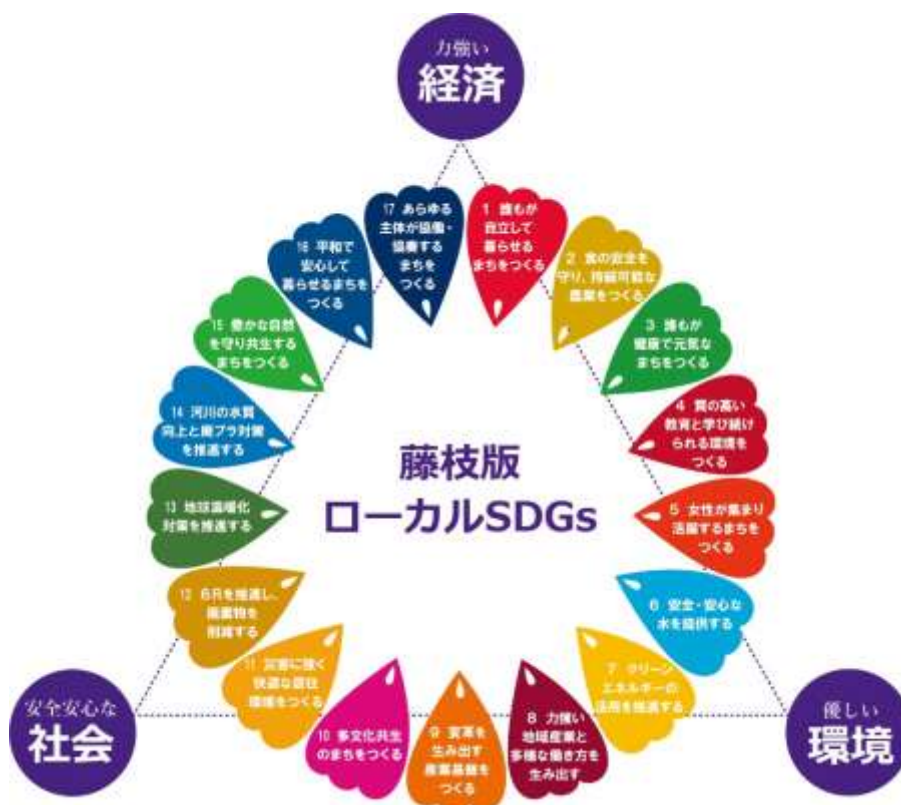 力強い
経済
1 誰もが
自立して
暮らせる
まちをつくる
2 食の安全を
守り、持続可能な
農業をつくる
3 誰もが
健康で元気な
まちをつくる
4 質の高い
教育と学び続け
られる環境を
つくる
5 女性が集まり
活躍するまちを
つくる
6 安全・安心な
水を提供する
7 クリーン
エネルギーの
活用を推進する
8 力強い
地域産業と
多様な働き方を
生み出す
9 変革を
生み出す
産業基盤を
つくる
10 多文化共生
のまちをつくる
11 災害に強く
快適な居住
環境をつくる
12 6Rを推進し、
廃棄物を
削減する
13 地球温暖化
対策を推進する
14 河川の水質
向上と廃プラ対策
を推進する
15 豊かな自然
を守り共生する
まちをつくる
16 平和で
安心して
暮らせるまちを
つくる
17 あらゆる
主体が協働・
協奏する
まちを
つくる
藤枝版
ローカルSDGs
安全安心な
社会
優しい
環境